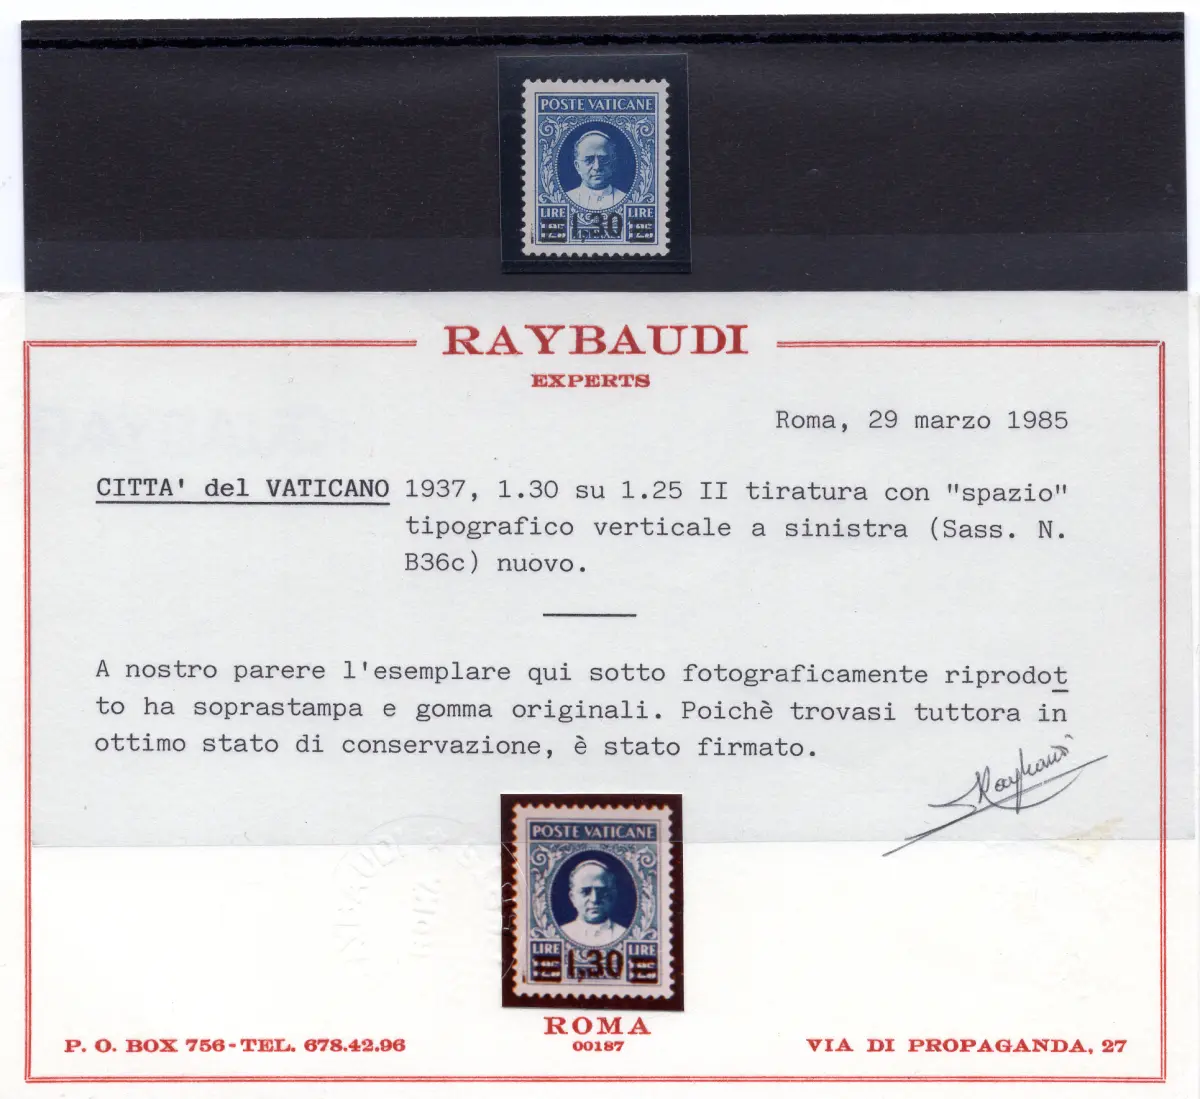 POSTE VATICANE
LIRE LIRE
1,30
RAYBAUDI
EXPERTS
Roma, 29 marzo 1985
CITTA' del VATICANO 1937, 1.30 su 1.25 II tiratura con "spazio"
tipografico verticale a sinistra (Sass. N.
B36c) nuovo.
A nostro parere l'esemplare qui sotto fotograficamente riprodot
to ha soprastampa e gomma originali. Poichè trovasi tuttora in
ottimo stato di conservazione, è stato firmato.
Raybaudi
POSTE VATICANE
LIRE LIRE
1,30
ROMA
00187
P. O. BOX 756-TEL. 678.42.96
VIA DI PROPAGANDA, 27